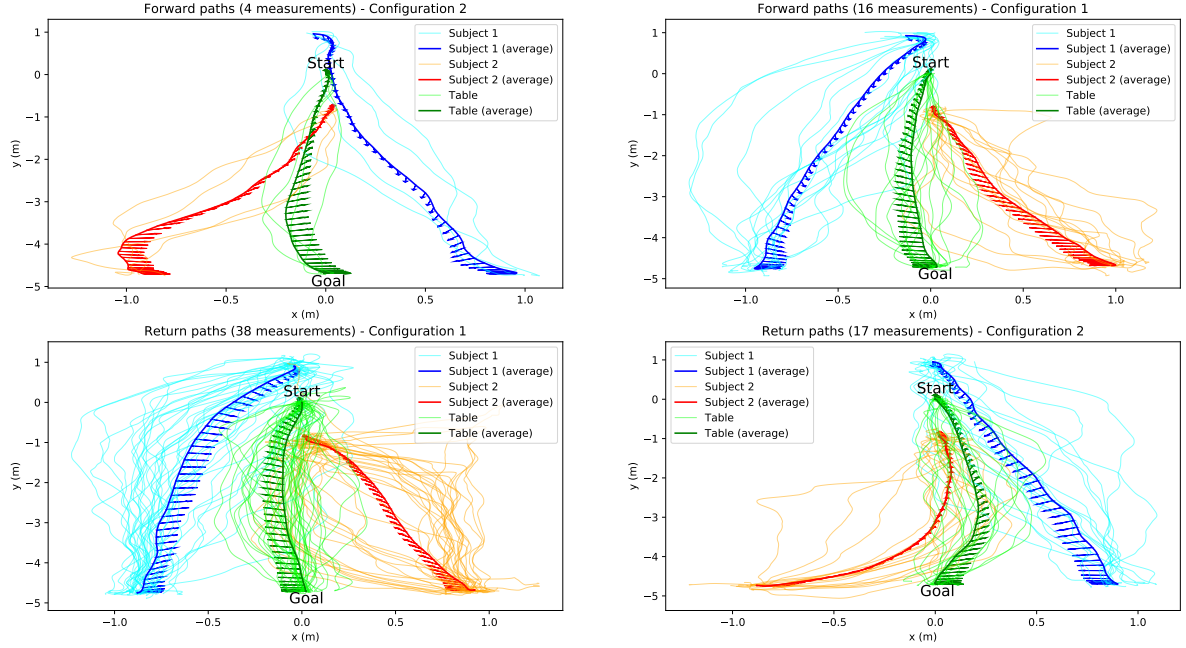 Forward paths (4 measurements) - Configuration 2
1
0
−1
−2
−3
−4
−5
y (m)
Start
Goal
Subject 1
Subject 1 (average)
Subject 2
Subject 2 (average)
Table
Table (average)
−1.0
−0.5
0.0
0.5
1.0
x (m)
Forward paths (16 measurements) - Configuration 1
1
0
−1
−2
−3
−4
−5
y (m)
Start
Goal
Subject 1
Subject 1 (average)
Subject 2
Subject 2 (average)
Table
Table (average)
−1.0
−0.5
0.0
0.5
1.0
x (m)
Return paths (38 measurements) - Configuration 1
1
0
−1
−2
−3
−4
−5
y (m)
Start
Goal
Subject 1
Subject 1 (average)
Subject 2
Subject 2 (average)
Table
Table (average)
−1.0
−0.5
0.0
0.5
1.0
x (m)
Return paths (17 measurements) - Configuration 2
1
0
−1
−2
−3
−4
−5
y (m)
Subject 1
Subject 1 (average)
Subject 2
Subject 2 (average)
Table
Table (average)
Start
Goal
−1.0
−0.5
0.0
0.5
1.0
x (m)